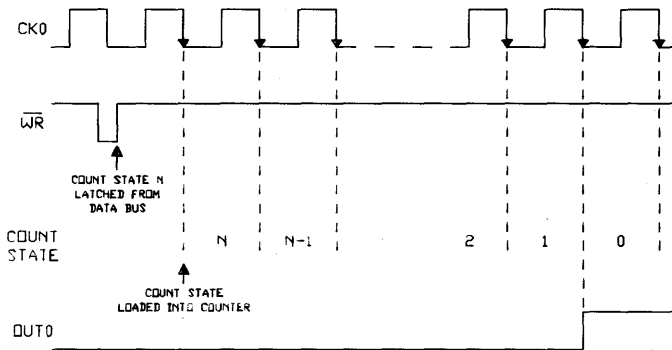 CK0
WR
COUNT STATE N
LATCHED FROM
DATA BUS
COUNT
STATE
N
N-1
2
1
0
COUNT STATE
LOADED INTO COUNTER
OUT0